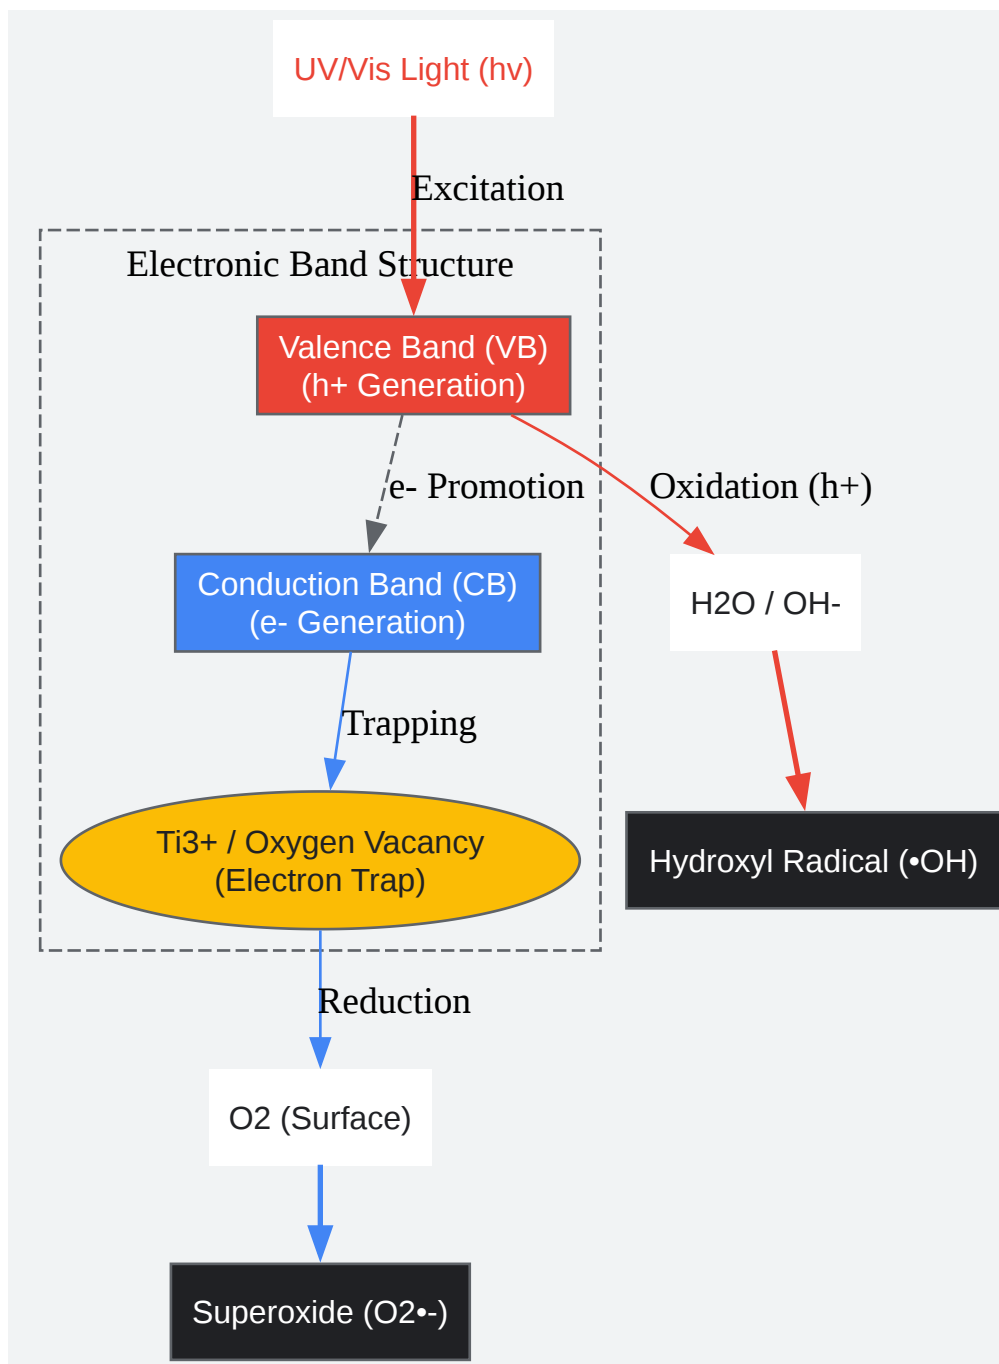 UV/Vis Light (hv)
Excitation
Electronic Band Structure
Valence Band (VB)
(h+ Generation)
e- Promotion
Oxidation (h+)
Conduction Band (CB)
(e- Generation)
H2O / OH-
Trapping
Ti3+ / Oxygen Vacancy
(Electron Trap)
Hydroxyl Radical (•OH)
Reduction
O2 (Surface)
Superoxide (O2•-)